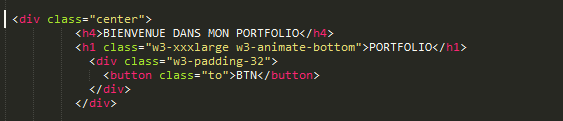 <div class="center">
<h4>BIENVENUE DANS MON PORTFOLIO</h4>
<h1 class="w3-xxxlarge w3-animate-bottom">PORTFOLIO</h1>
<div class="w3-padding-32">
<button class="to">BTN</button>
</div>
</div>